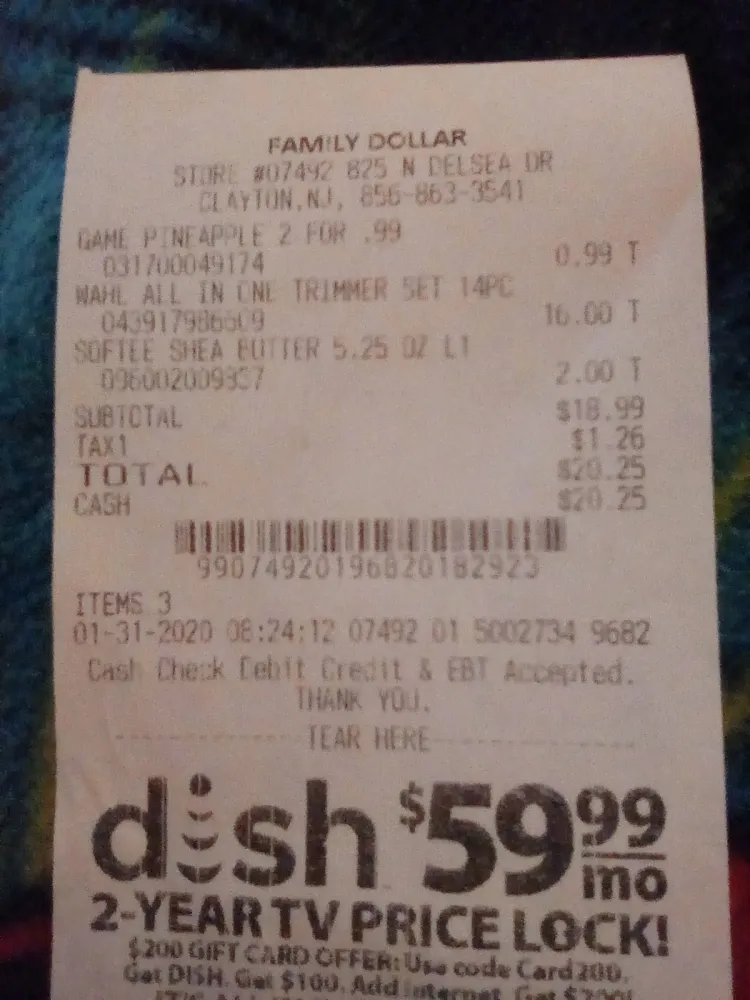 FAMILY DOLLAR
STORE #07492 825 N DELSEA DR
CLAYTON, NJ, 856-863-3541
GAME PINEAPPLE 2 FOR .99
031700049174 0.99 T
WAHL ALL IN ONE TRIMMER SET 14PC
043917986609 16.00 T
SOFTEE SHEA BUTTER 5.25 OZ L1
096002009357 2.00 T
SUBTOTAL $18.99
TAX1 $1.26
TOTAL $20.25
CASH $20.25
99074920196820182923
ITEMS 3
01-31-2020 08:24:12 07492 01 5002734 9682
Cash Check Debit Credit & EBT Accepted.
THANK YOU.
TEAR HERE
dish $59.99 mo
2-YEAR TV PRICE LOCK!
$200 GIFT CARD OFFER: Use code Card200.
Get DISH. Get $100. Add Internet. Get $200!